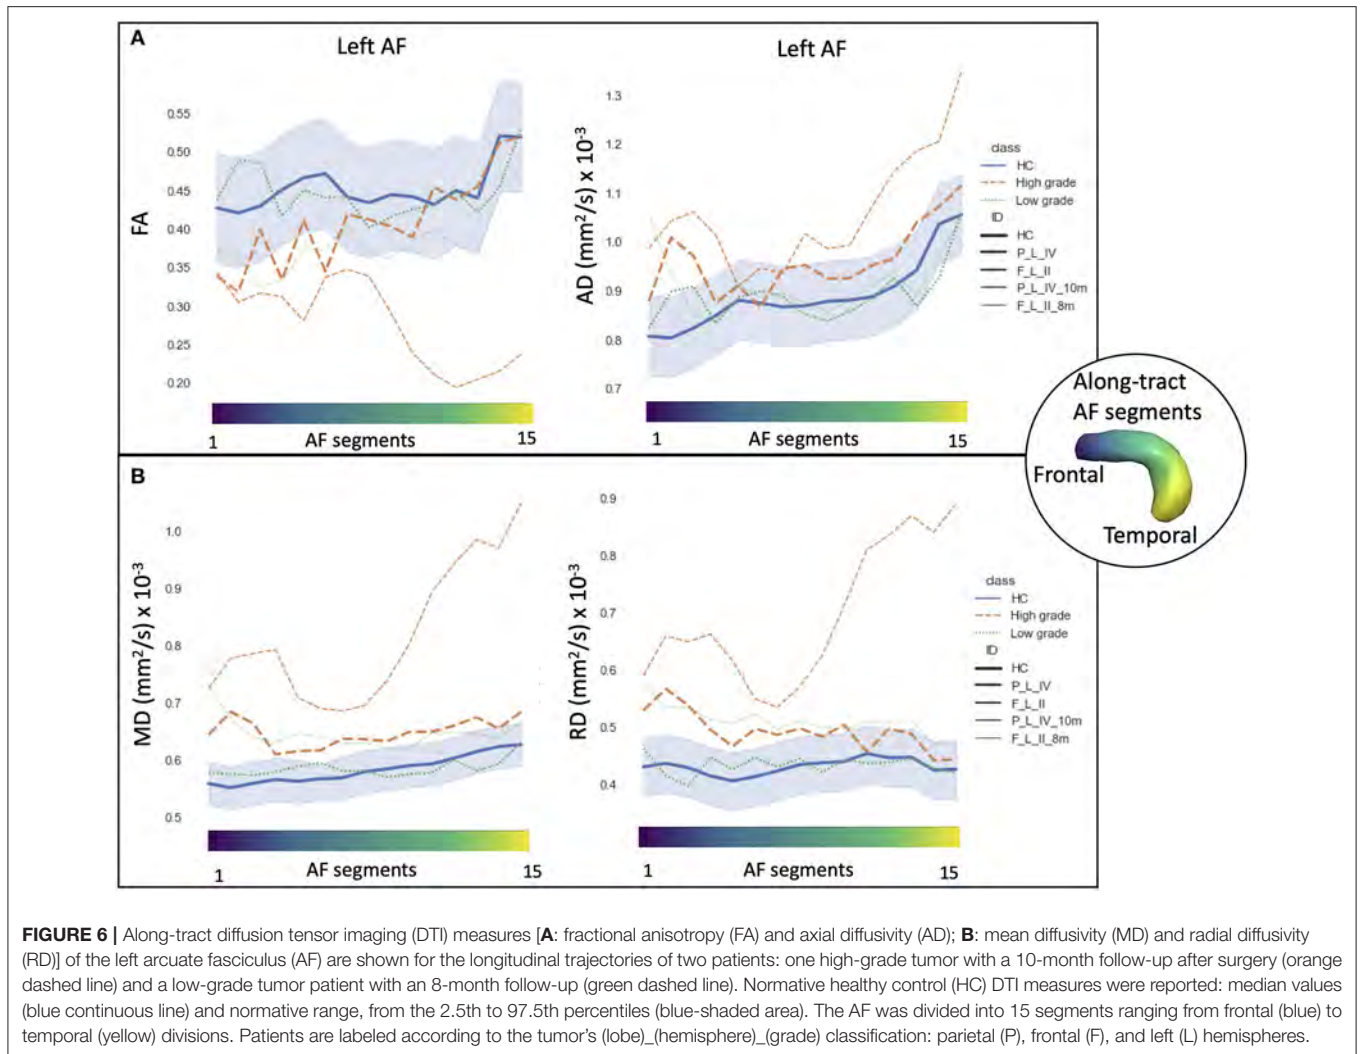 A
Left AF
FA
0.55
0.50
0.45
0.40
0.35
0.30
0.25
0.20
1
AF segments
15
Left AF
AD (mm²/s) x 10⁻³
1.3
1.2
1.1
1.0
0.9
0.8
0.7
1
AF segments
15
class
HC
High grade
Low grade
ID
HC
P_L_IV
F_L_II
P_L_IV_10m
F_L_II_8m
Along-tract
AF segments
Frontal
Temporal
B
MD (mm²/s) x 10⁻³
1.0
0.9
0.8
0.7
0.6
0.5
1
AF segments
15
RD (mm²/s) x 10⁻³
0.9
0.8
0.7
0.6
0.5
0.4
1
AF segments
15
class
HC
High grade
Low grade
ID
HC
P_L_IV
F_L_II
P_L_IV_10m
F_L_II_8m
FIGURE 6 | Along-tract diffusion tensor imaging (DTI) measures [A: fractional anisotropy (FA) and axial diffusivity (AD); B: mean diffusivity (MD) and radial diffusivity
(RD)] of the left arcuate fasciculus (AF) are shown for the longitudinal trajectories of two patients: one high-grade tumor with a 10-month follow-up after surgery (orange
dashed line) and a low-grade tumor patient with an 8-month follow-up (green dashed line). Normative healthy control (HC) DTI measures were reported: median values
(blue continuous line) and normative range, from the 2.5th to 97.5th percentiles (blue-shaded area). The AF was divided into 15 segments ranging from frontal (blue) to
temporal (yellow) divisions. Patients are labeled according to the tumor's (lobe)_(hemisphere)_(grade) classification: parietal (P), frontal (F), and left (L) hemispheres.